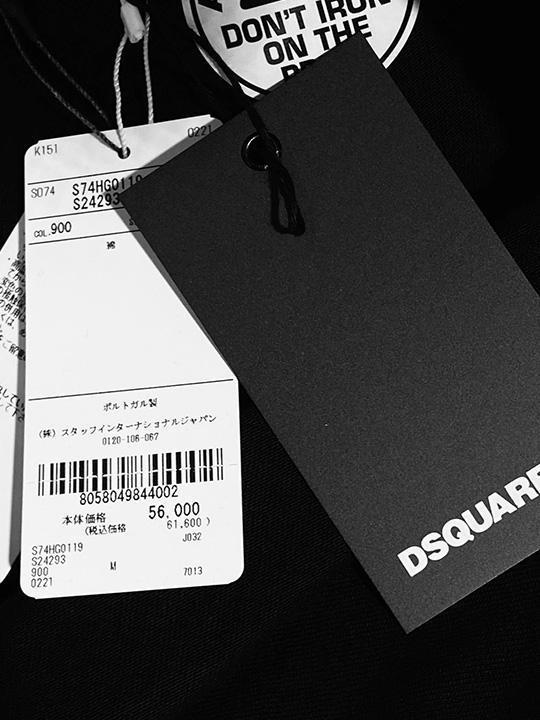 DON'T IRON
ON THE
K151
0221
S074
S74HG0119
S24293
COL.900
綿
ポルトガル製
(株) スタッフインターナショナルジャパン
0120-106-067
8058049844002
本体価格 56,000
(税込価格 61,600 )
J032
S74HG0119
S24293
900 M
0221 7013
DSQUARE